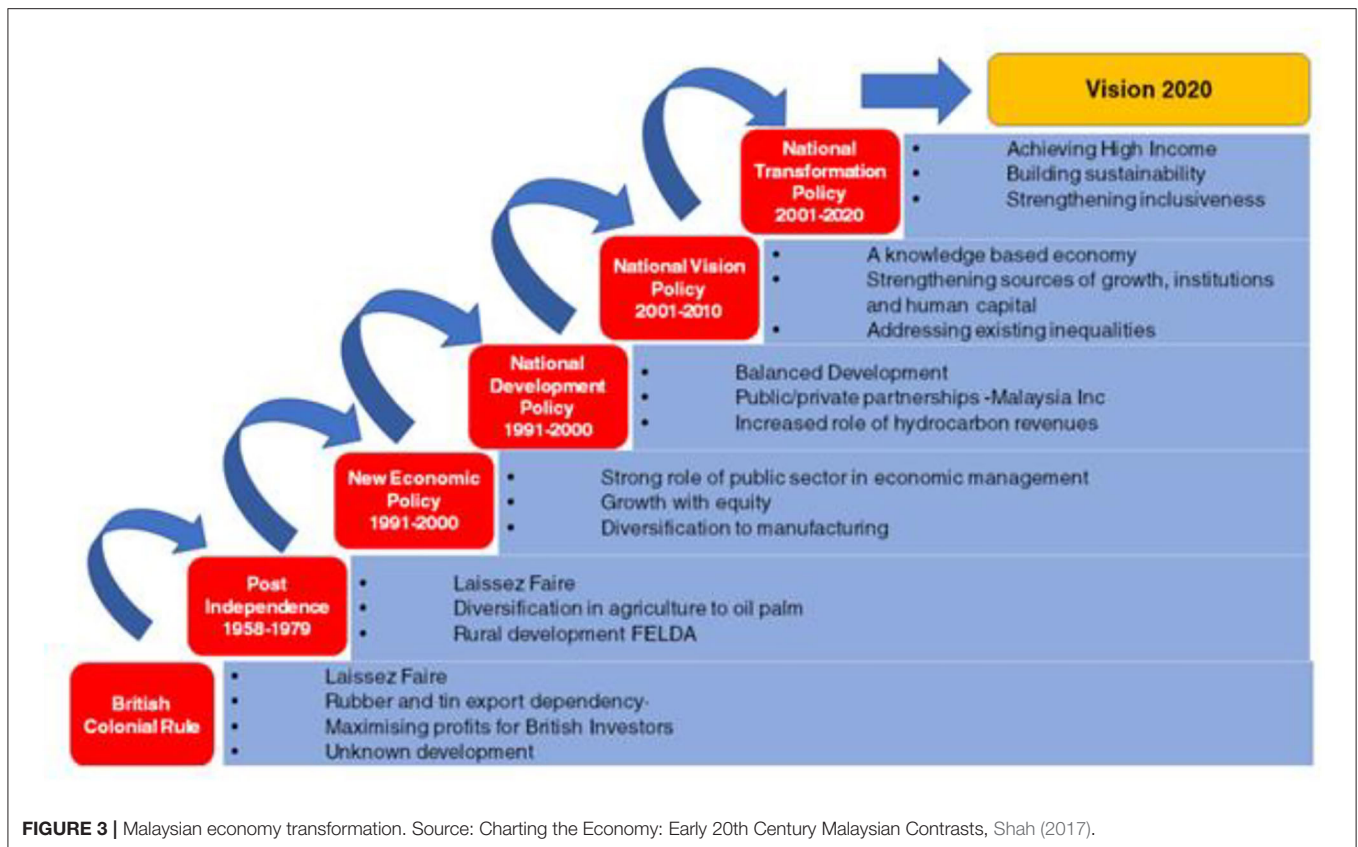 Vision 2020
National
Transformation
Policy
2001-2020
• Achieving High Income
• Building sustainability
• Strengthening inclusiveness
National Vision
Policy
2001-2010
• A knowledge based economy
• Strengthening sources of growth, institutions
and human capital
• Addressing existing inequalities
National
Development
Policy
1991-2000
• Balanced Development
• Public/private partnerships -Malaysia Inc
• Increased role of hydrocarbon revenues
New Economic
Policy
1991-2000
• Strong role of public sector in economic management
• Growth with equity
• Diversification to manufacturing
Post
Independence
1958-1979
• Laissez Faire
• Diversification in agriculture to oil palm
• Rural development FELDA
British
Colonial Rule
• Laissez Faire
• Rubber and tin export dependency·
• Maximising profits for British Investors
• Unknown development
FIGURE 3 | Malaysian economy transformation. Source: Charting the Economy: Early 20th Century Malaysian Contrasts, Shah (2017).